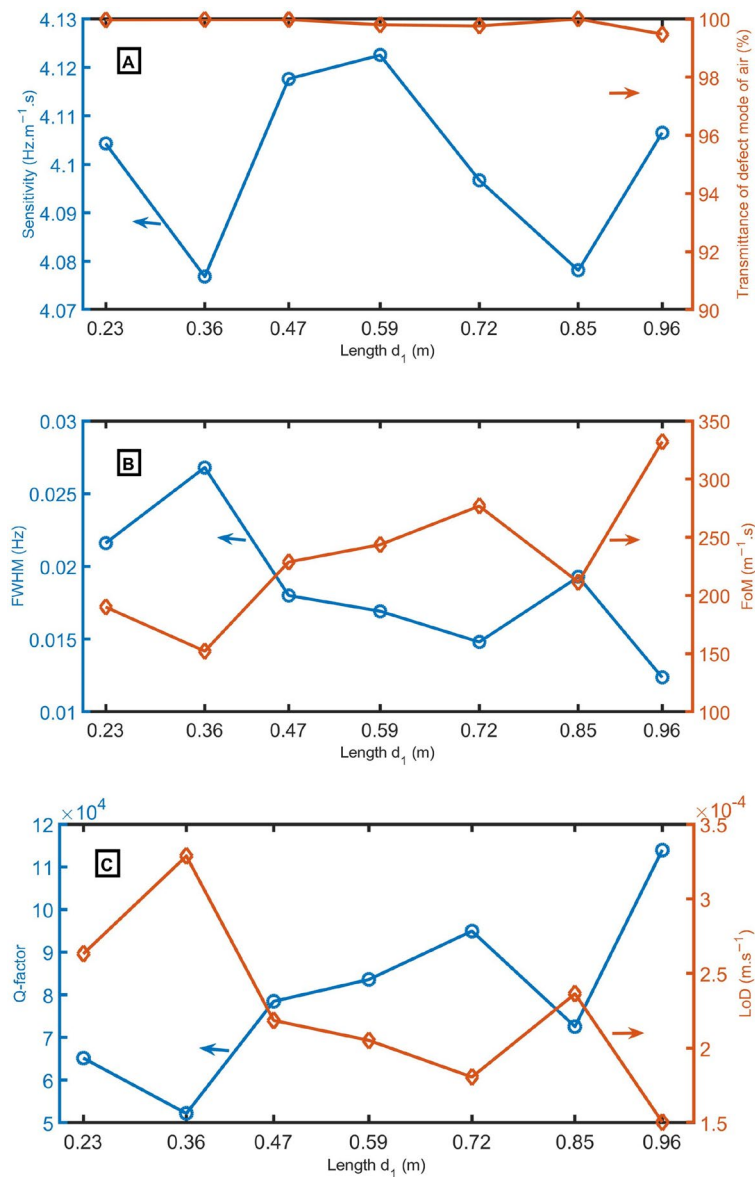 A
Sensitivity (Hz.m⁻¹.s)
4.13
4.12
4.11
4.1
4.09
4.08
4.07
Transmittance of defect mode of air (%)
100
98
96
94
92
90
0.23 0.36 0.47 0.59 0.72 0.85 0.96
Length d₁ (m)
B
FWHM (Hz)
0.03
0.025
0.02
0.015
0.01
FoM (m⁻¹.s)
350
300
250
200
150
100
0.23 0.36 0.47 0.59 0.72 0.85 0.96
Length d₁ (m)
C
×10⁴
Q-factor
12
11
10
9
8
7
6
5
×10⁻⁴
LoD (m.s⁻¹)
3.5
3
2.5
2
1.5
0.23 0.36 0.47 0.59 0.72 0.85 0.96
Length d₁ (m)